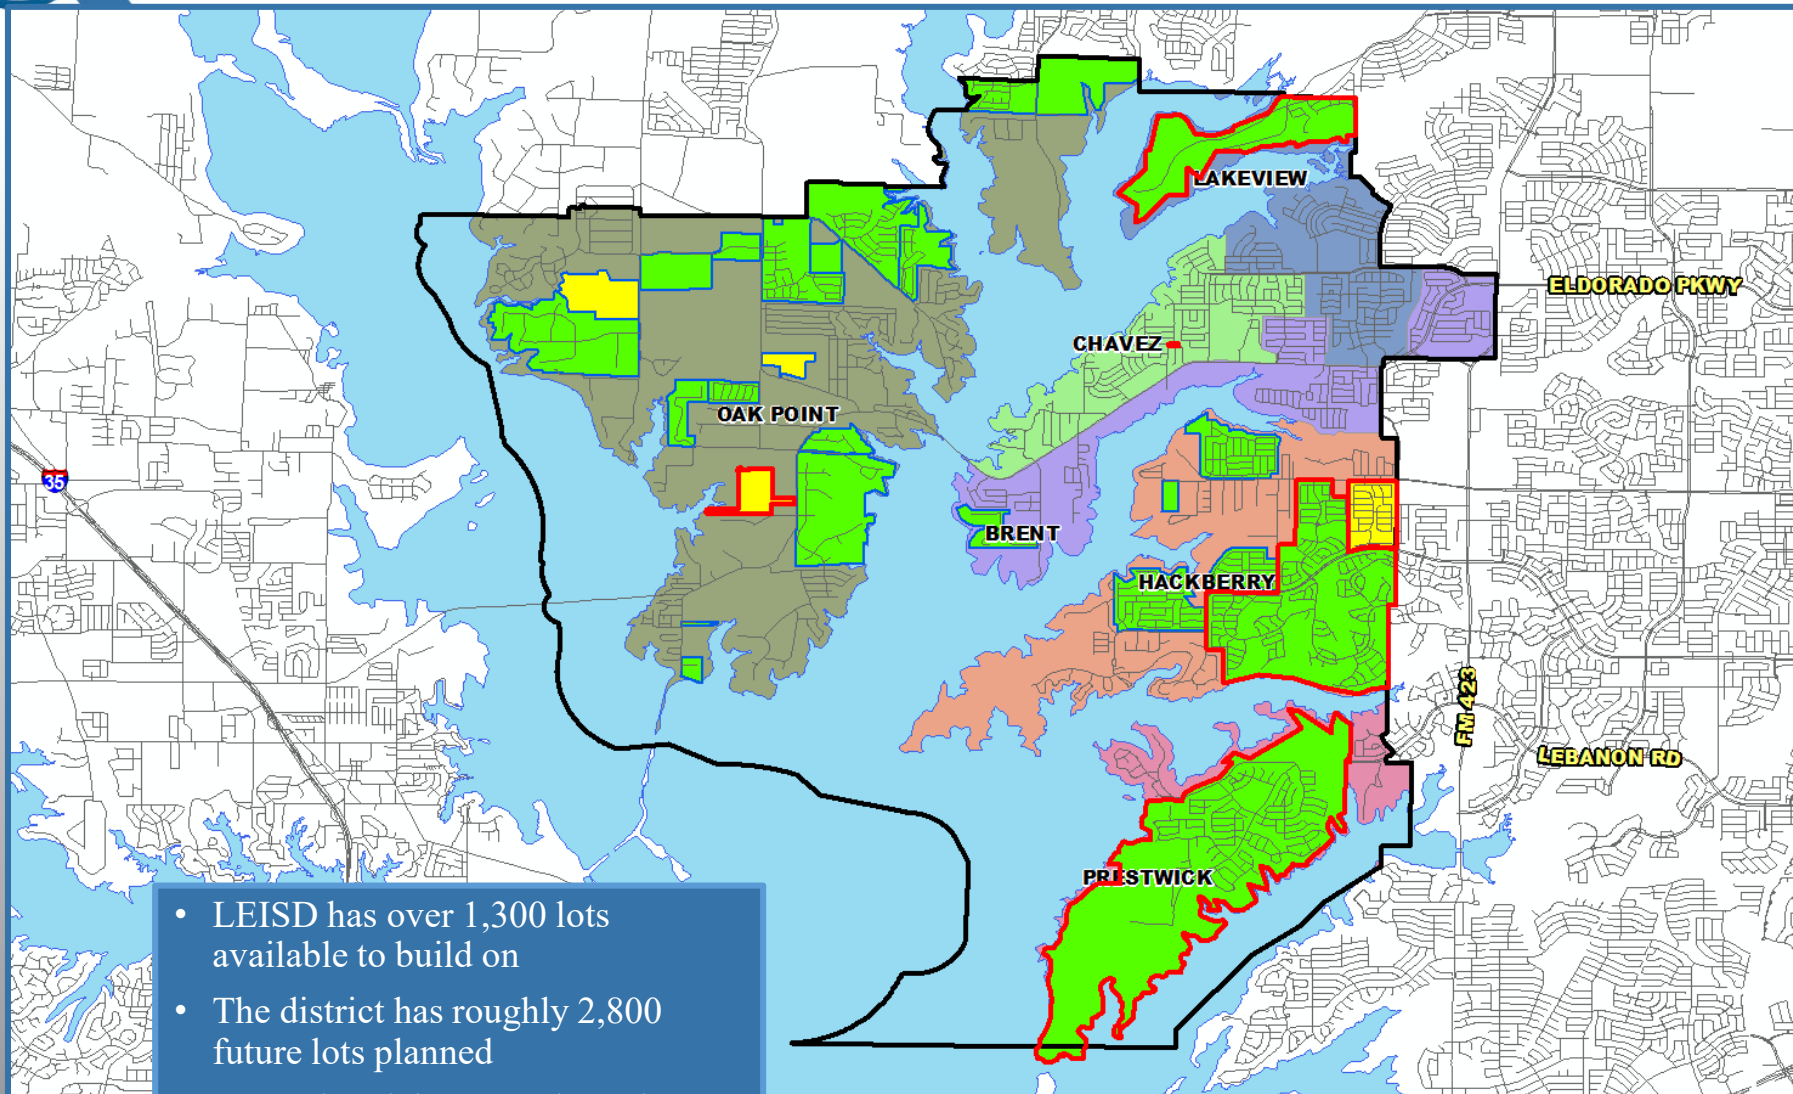 LAKEVIEW
ELDORADO PKWY
CHAVEZ
OAK POINT
35
BRENT
HACKBERRY
FM 423
LEBANON RD
PRESTWICK
• LEISD has over 1,300 lots
available to build on
• The district has roughly 2,800
future lots planned